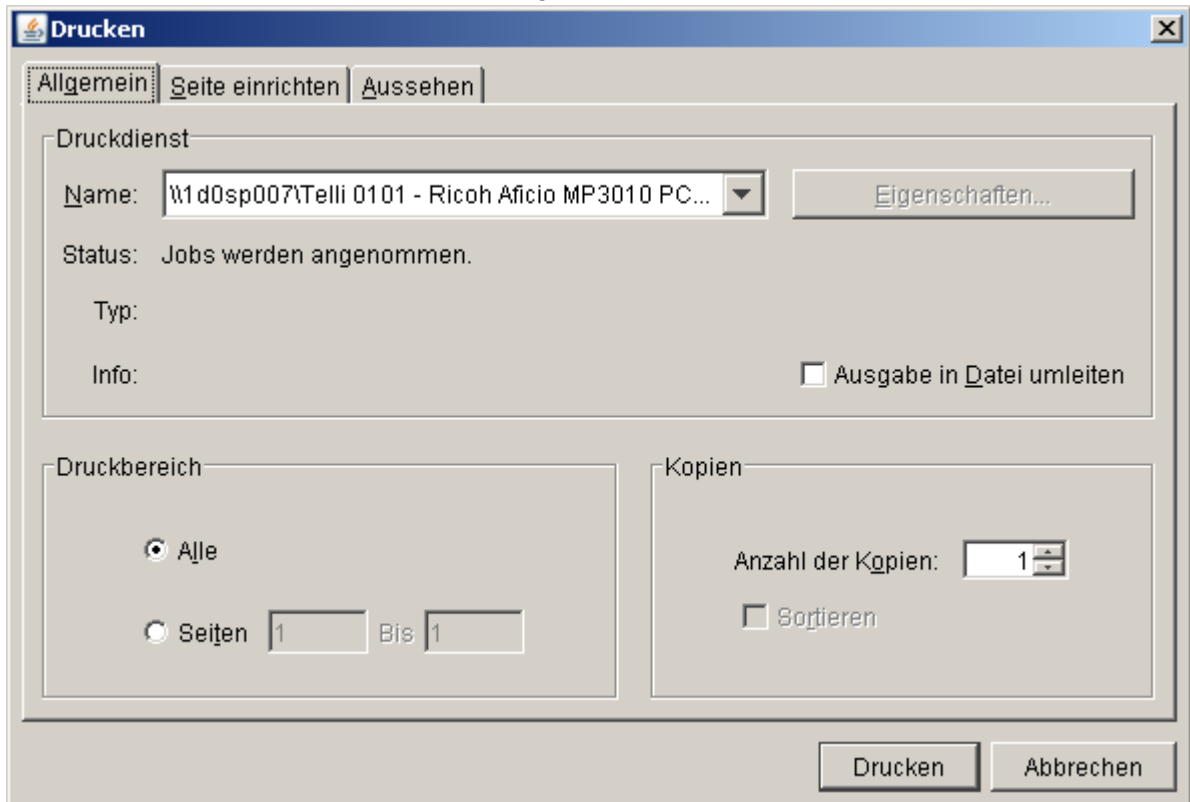 Drucken
Allgemein Seite einrichten Aussehen
Druckdienst
Name: \\1d0sp007\Telli 0101 - Ricoh Aficio MP3010 PC... Eigenschaften...
Status: Jobs werden angenommen.
Typ:
Info: Ausgabe in Datei umleiten
Druckbereich
Alle
Seiten 1 Bis 1
Kopien
Anzahl der Kopien: 1
Sortieren
Drucken Abbrechen